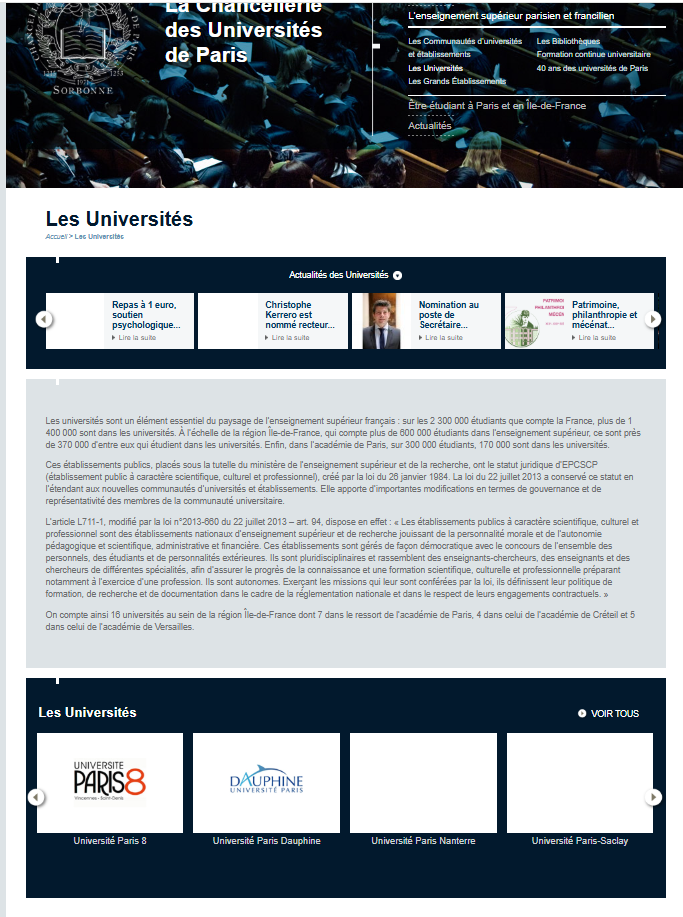 La Chancellerie
des Universités
de Paris
1215
1253
1971
SORBONNE
L'enseignement supérieur parisien et francilien
Les Communautés d'universités
et établissements
Les Universités
Les Grands Établissements
Les Bibliothèques
Formation continue universitaire
40 ans des universités de Paris
Être étudiant à Paris et en Île-de-France
Actualités
Les Universités
Accueil > Les Universités
Actualités des Universités
Repas à 1 euro,
soutien
psychologique...
Lire la suite
Christophe
Kerrero est
nommé recteur...
Lire la suite
Nomination au
poste de
Secrétaire...
Lire la suite
Patrimoine,
philanthropie et
mécénat...
Lire la suite
Les universités sont un élément essentiel du paysage de l'enseignement supérieur français : sur les 2 300 000 étudiants que compte la France, plus de 1
400 000 sont dans les universités. À l'échelle de la région Île-de-France, qui compte plus de 600 000 étudiants dans l'enseignement supérieur, ce sont près
de 370 000 d'entre eux qui étudient dans les universités. Enfin, dans l'académie de Paris, sur 300 000 étudiants, 170 000 sont dans les universités.
Ces établissements publics, placés sous la tutelle du ministère de l'enseignement supérieur et de la recherche, ont le statut juridique d'EPCSCP
(établissement public à caractère scientifique, culturel et professionnel), créé par la loi du 26 janvier 1984. La loi du 22 juillet 2013 a conservé ce statut en
l'étendant aux nouvelles communautés d'universités et établissements. Elle apporte d'importantes modifications en termes de gouvernance et de
représentativité des membres de la communauté universitaire.
L'article L711-1, modifié par la loi n°2013-660 du 22 juillet 2013 – art. 94, dispose en effet : « Les établissements publics à caractère scientifique, culturel et
professionnel sont des établissements nationaux d'enseignement supérieur et de recherche jouissant de la personnalité morale et de l'autonomie
pédagogique et scientifique, administrative et financière. Ces établissements sont gérés de façon démocratique avec le concours de l'ensemble des
personnels, des étudiants et de personnalités extérieures. Ils sont pluridisciplinaires et rassemblent des enseignants-chercheurs, des enseignants et des
chercheurs de différentes spécialités, afin d'assurer le progrès de la connaissance et une formation scientifique, culturelle et professionnelle préparant
notamment à l'exercice d'une profession. Ils sont autonomes. Exerçant les missions qui leur sont conférées par la loi, ils définissent leur politique de
formation, de recherche et de documentation dans le cadre de la réglementation nationale et dans le respect de leurs engagements contractuels. »
On compte ainsi 16 universités au sein de la région Île-de-France dont 7 dans le ressort de l'académie de Paris, 4 dans celui de l'académie de Créteil et 5
dans celui de l'académie de Versailles.
Les Universités
VOIR TOUS
UNIVERSITE
PARIS8
Vincennes - Saint-Denis
DAUPHINE
UNIVERSITÉ PARIS
Université Paris 8
Université Paris Dauphine
Université Paris Nanterre
Université Paris-Saclay